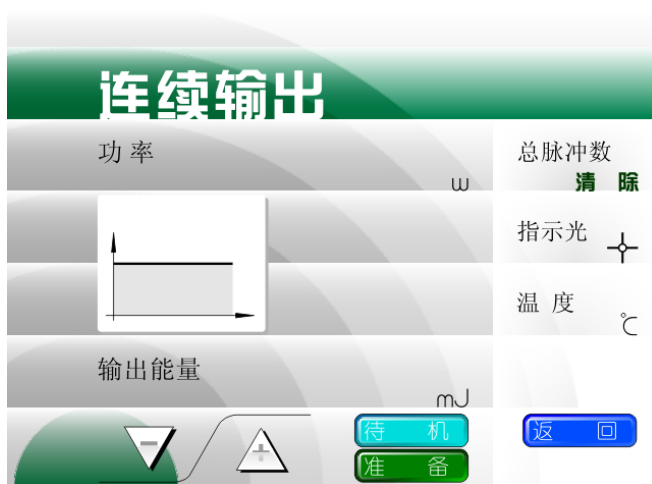 连续输出
功率
W
总脉冲数
清 除
指示光
温度
℃
输出能量
mJ
− +
待 机
准 备
返 回